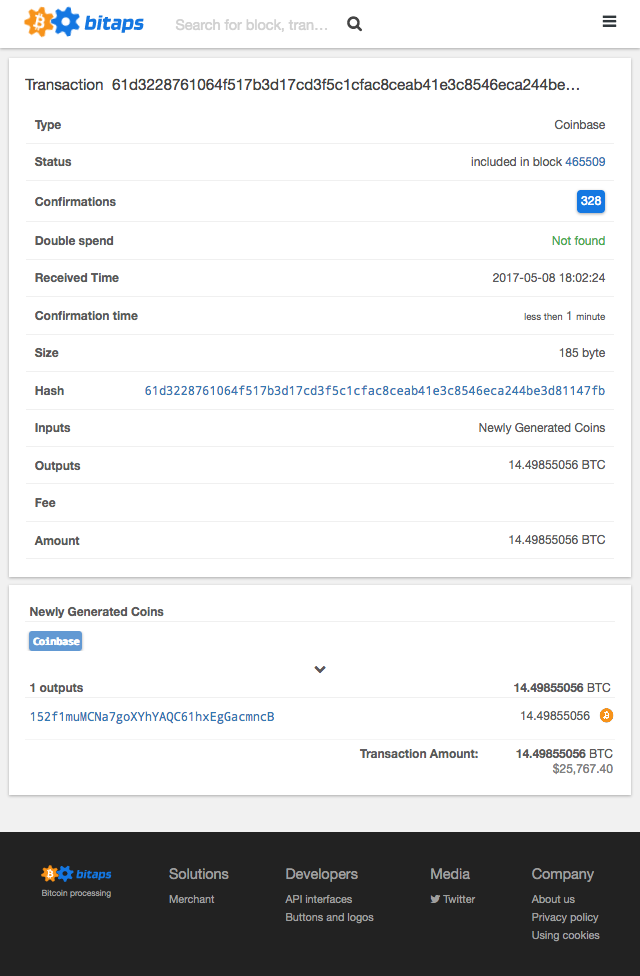 bitaps Search for block, tran...
Transaction 61d3228761064f517b3d17cd3f5c1cfac8ceab41e3c8546eca244be...
Type Coinbase
Status included in block 465509
Confirmations 328
Double spend Not found
Received Time 2017-05-08 18:02:24
Confirmation time less then 1 minute
Size 185 byte
Hash 61d3228761064f517b3d17cd3f5c1cfac8ceab41e3c8546eca244be3d81147fb
Inputs Newly Generated Coins
Outputs 14.49855056 BTC
Fee
Amount 14.49855056 BTC
Newly Generated Coins
Coinbase
1 outputs 14.49855056 BTC
152f1muMCNa7goXYhYAQC61hxEgGacmncB 14.49855056
Transaction Amount: 14.49855056 BTC
$25,767.40
bitaps
Bitcoin processing
Solutions
Merchant
Developers
API interfaces
Buttons and logos
Media
Twitter
Company
About us
Privacy policy
Using cookies